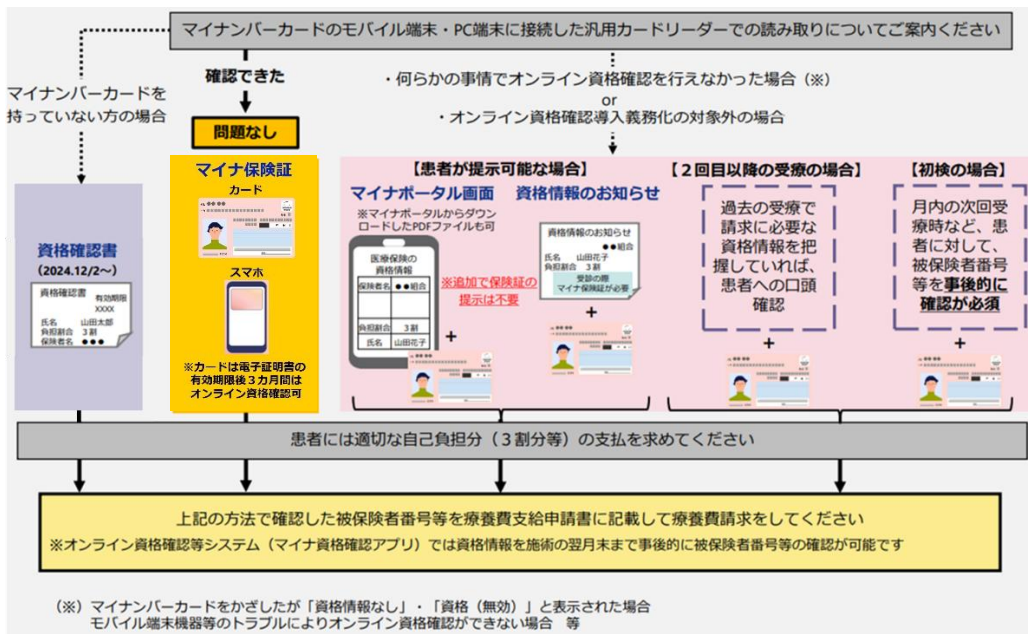 マイナンバーカードのモバイル端末・PC端末に接続した汎用カードリーダーでの読み取りについてご案内ください
マイナンバーカードを
持っていない方の場合
確認できた
・何らかの事情でオンライン資格確認を行えなかった場合（※）
or
・オンライン資格確認導入義務化の対象外の場合
問題なし
資格確認書
（2024.12/2～）
資格確認書
有効期限
XXXX
氏名 山田太郎
負担割合 3割
保険者名 ●●●
マイナ保険証
カード
スマホ
※カードは電子証明書の
有効期限後３カ月間は
オンライン資格確認可
【患者が提示可能な場合】
マイナポータル画面
※マイナポータルからダウン
ロードしたPDFファイルも可
医療保険の
資格情報
保険者名 ●●組合
負担割合 3割
氏名 山田花子
※追加で保険証の
提示は不要
+
資格情報のお知らせ
資格情報のお知らせ
●●組合
氏名 山田花子
負担割合 3割
受診の際
マイナ保険証が必要
+
【２回目以降の受療の場合】
過去の受療で
請求に必要な
資格情報を把
握していれば、
患者への口頭
確認
+
【初検の場合】
月内の次回受
療時など、患
者に対して、
被保険者番号
等を事後的に
確認が必須
+
患者には適切な自己負担分（３割分等）の支払を求めてください
上記の方法で確認した被保険者番号等を療養費支給申請書に記載して療養費請求をしてください
※オンライン資格確認等システム（マイナ資格確認アプリ）では資格情報を施術の翌月末まで事後的に被保険者番号等の確認が可能です
（※）マイナンバーカードをかざしたが「資格情報なし」・「資格（無効）」と表示された場合
モバイル端末機器等のトラブルによりオンライン資格確認ができない場合 等